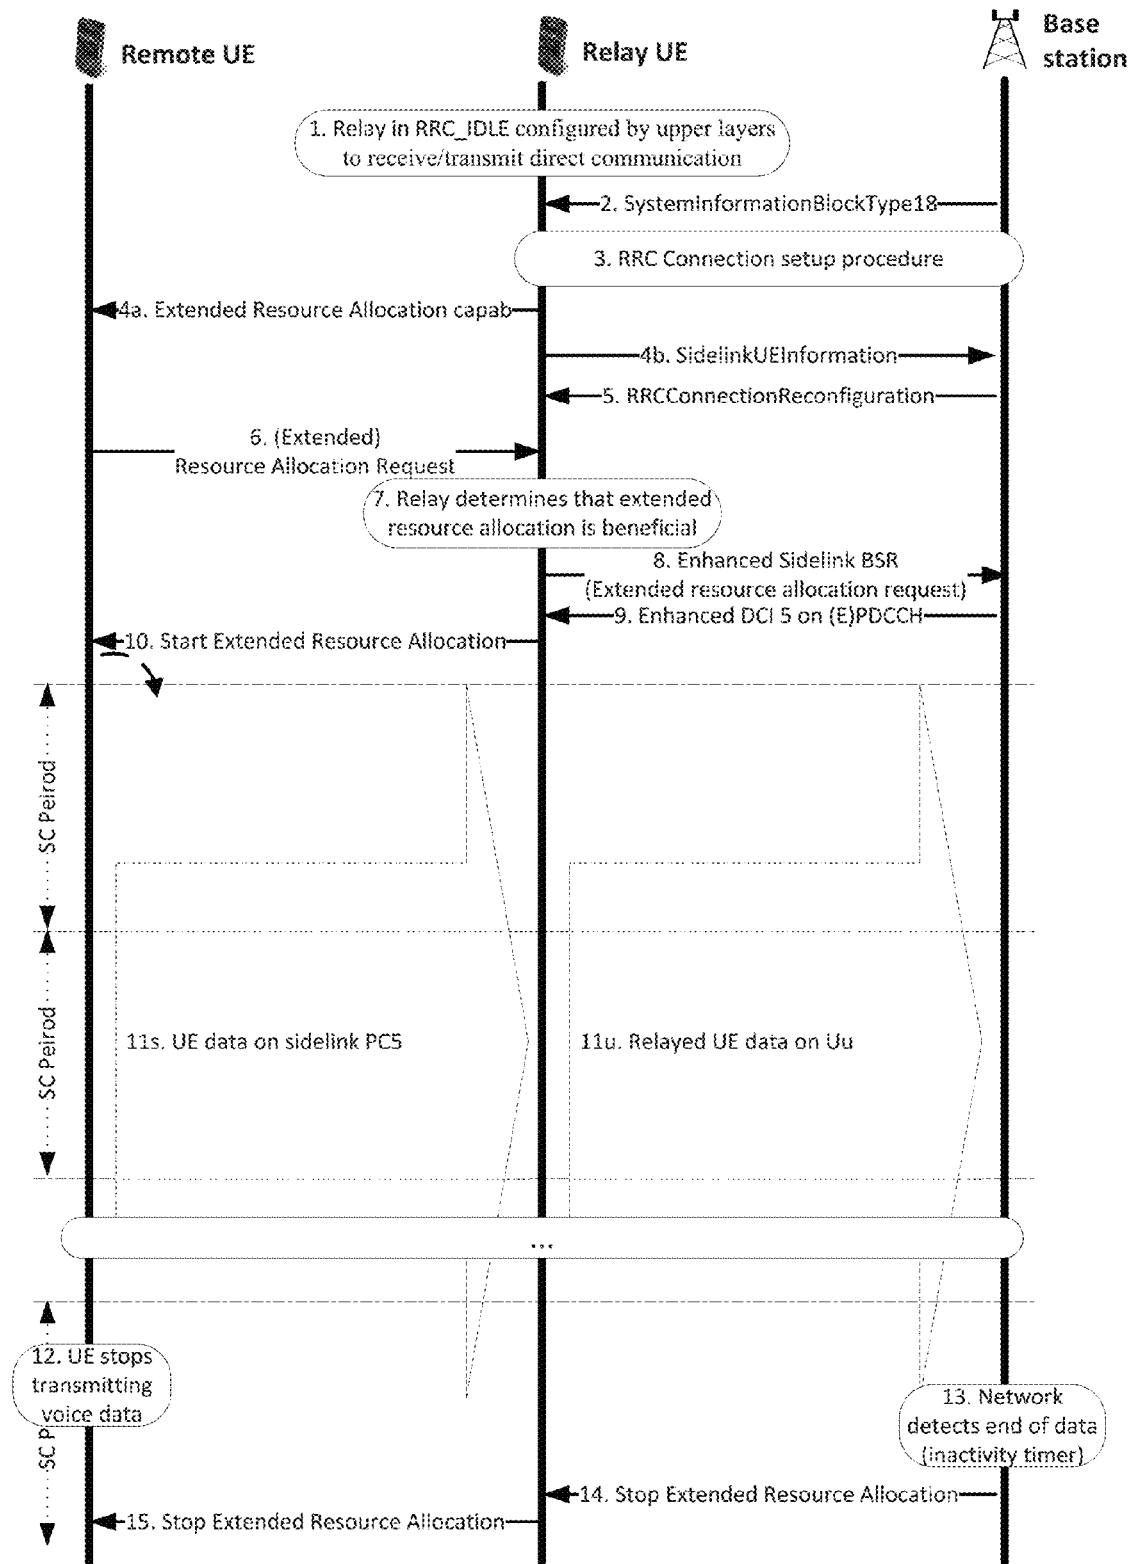 Remote UE
Relay UE
Base
station
1. Relay in RRC_IDLE configured by upper layers
to receive/transmit direct communication
2. SystemInformationBlockType18
3. RRC Connection setup procedure
4a. Extended Resource Allocation capab
4b. SidelinkUEInformation
5. RRCConnectionReconfiguration
6. (Extended)
Resource Allocation Request
7. Relay determines that extended
resource allocation is beneficial
8. Enhanced Sidelink BSR
(Extended resource allocation request)
9. Enhanced DCI 5 on (E)PDCCH
10. Start Extended Resource Allocation
SC Peirod
SC Peirod
11s. UE data on sidelink PC5
11u. Relayed UE data on Uu
...
12. UE stops
transmitting
voice data
SC P
13. Network
detects end of data
(inactivity timer)
14. Stop Extended Resource Allocation
15. Stop Extended Resource Allocation